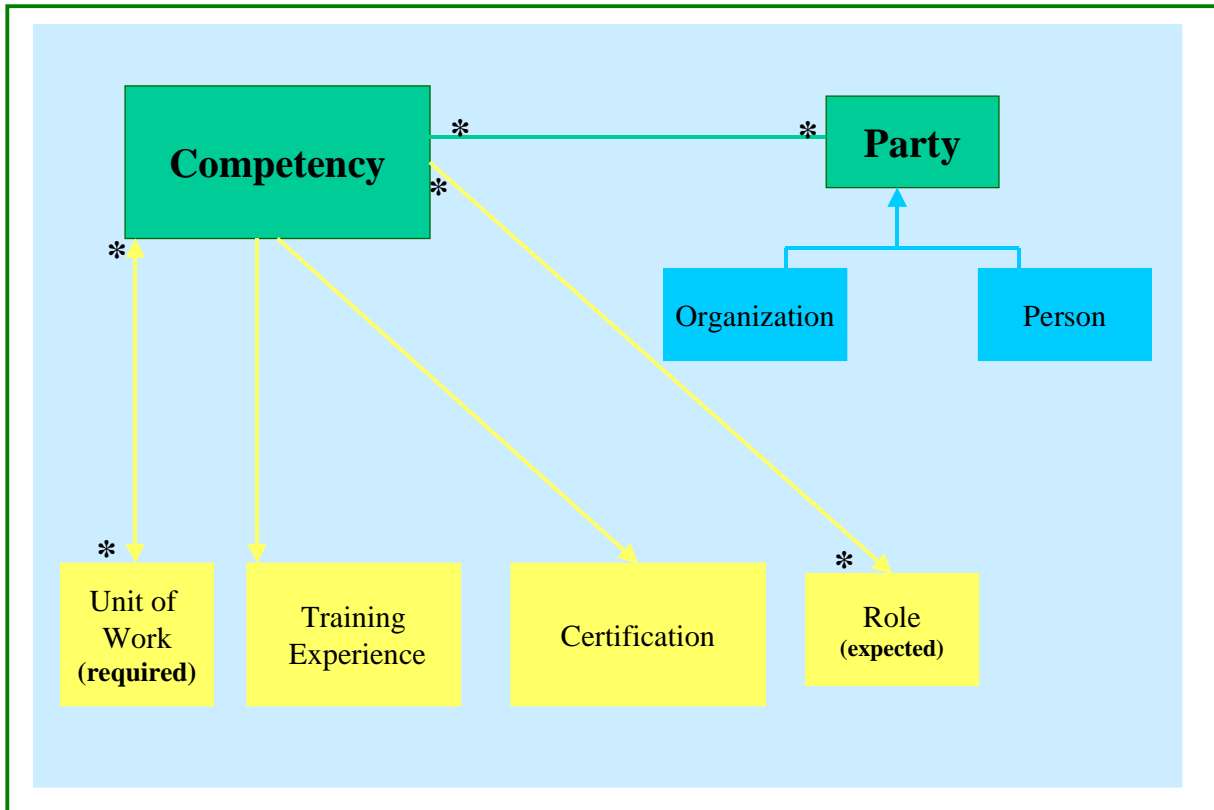 Competency
*
*
Party
*
*
Organization
Person
*
*
Unit of
Work
(required)
Training
Experience
Certification
Role
(expected)